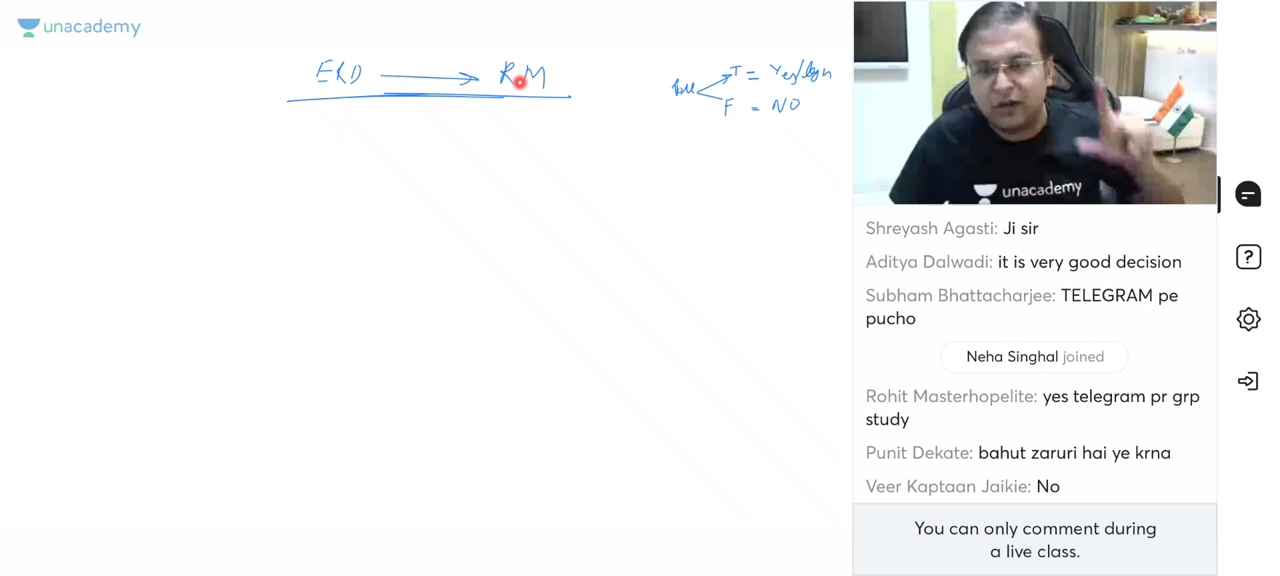 unacademy
ERD → RM
T = Yes/
F = NO
unacademy
Shreyash Agasti: Ji sir
Aditya Dalwadi: it is very good decision
Subham Bhattacharjee: TELEGRAM pe
pucho
Neha Singhal joined
Rohit Masterhopelite: yes telegram pr grp
study
Punit Dekate: bahut zaruri hai ye krna
Veer Kaptaan Jaikie: No
You can only comment during
a live class.
?